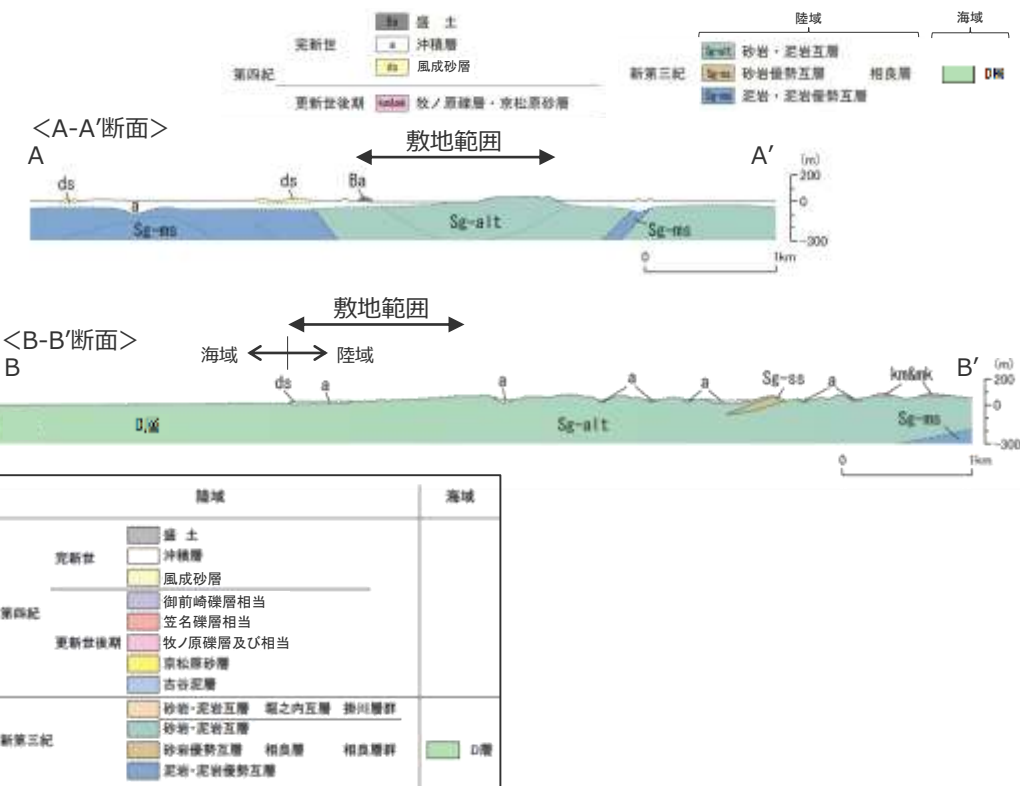 陸域 海域
Ba 盛 土
完新世 a 沖積層
ds 風成砂層
第四紀
更新世後期 km&mk 牧ノ原礫層・京松原砂層
Sg-alt 砂岩・泥岩互層
新第三紀 Sg-ss 砂岩優勢互層 相良層 D層
Sg-ms 泥岩・泥岩優勢互層
＜A-A′断面＞
敷地範囲
A A′
(m)
200
0
-300
ds a ds Ba
Sg-ms Sg-alt Sg-ms
0 1km
敷地範囲
＜B-B′断面＞
海域 陸域
B B′
(m)
200
0
-300
ds a a a a Sg-ss a km&mk
D層 Sg-alt Sg-ms
0 1km
陸域 海域
盛 土
完新世 沖積層
風成砂層
第四紀
御前崎礫層相当
笠名礫層相当
更新世後期 牧ノ原礫層及び相当
京松原砂層
古谷泥層
砂岩・泥岩互層 堀之内互層 掛川層群
新第三紀 砂岩・泥岩互層
砂岩優勢互層 相良層 相良層群 D層
泥岩・泥岩優勢互層